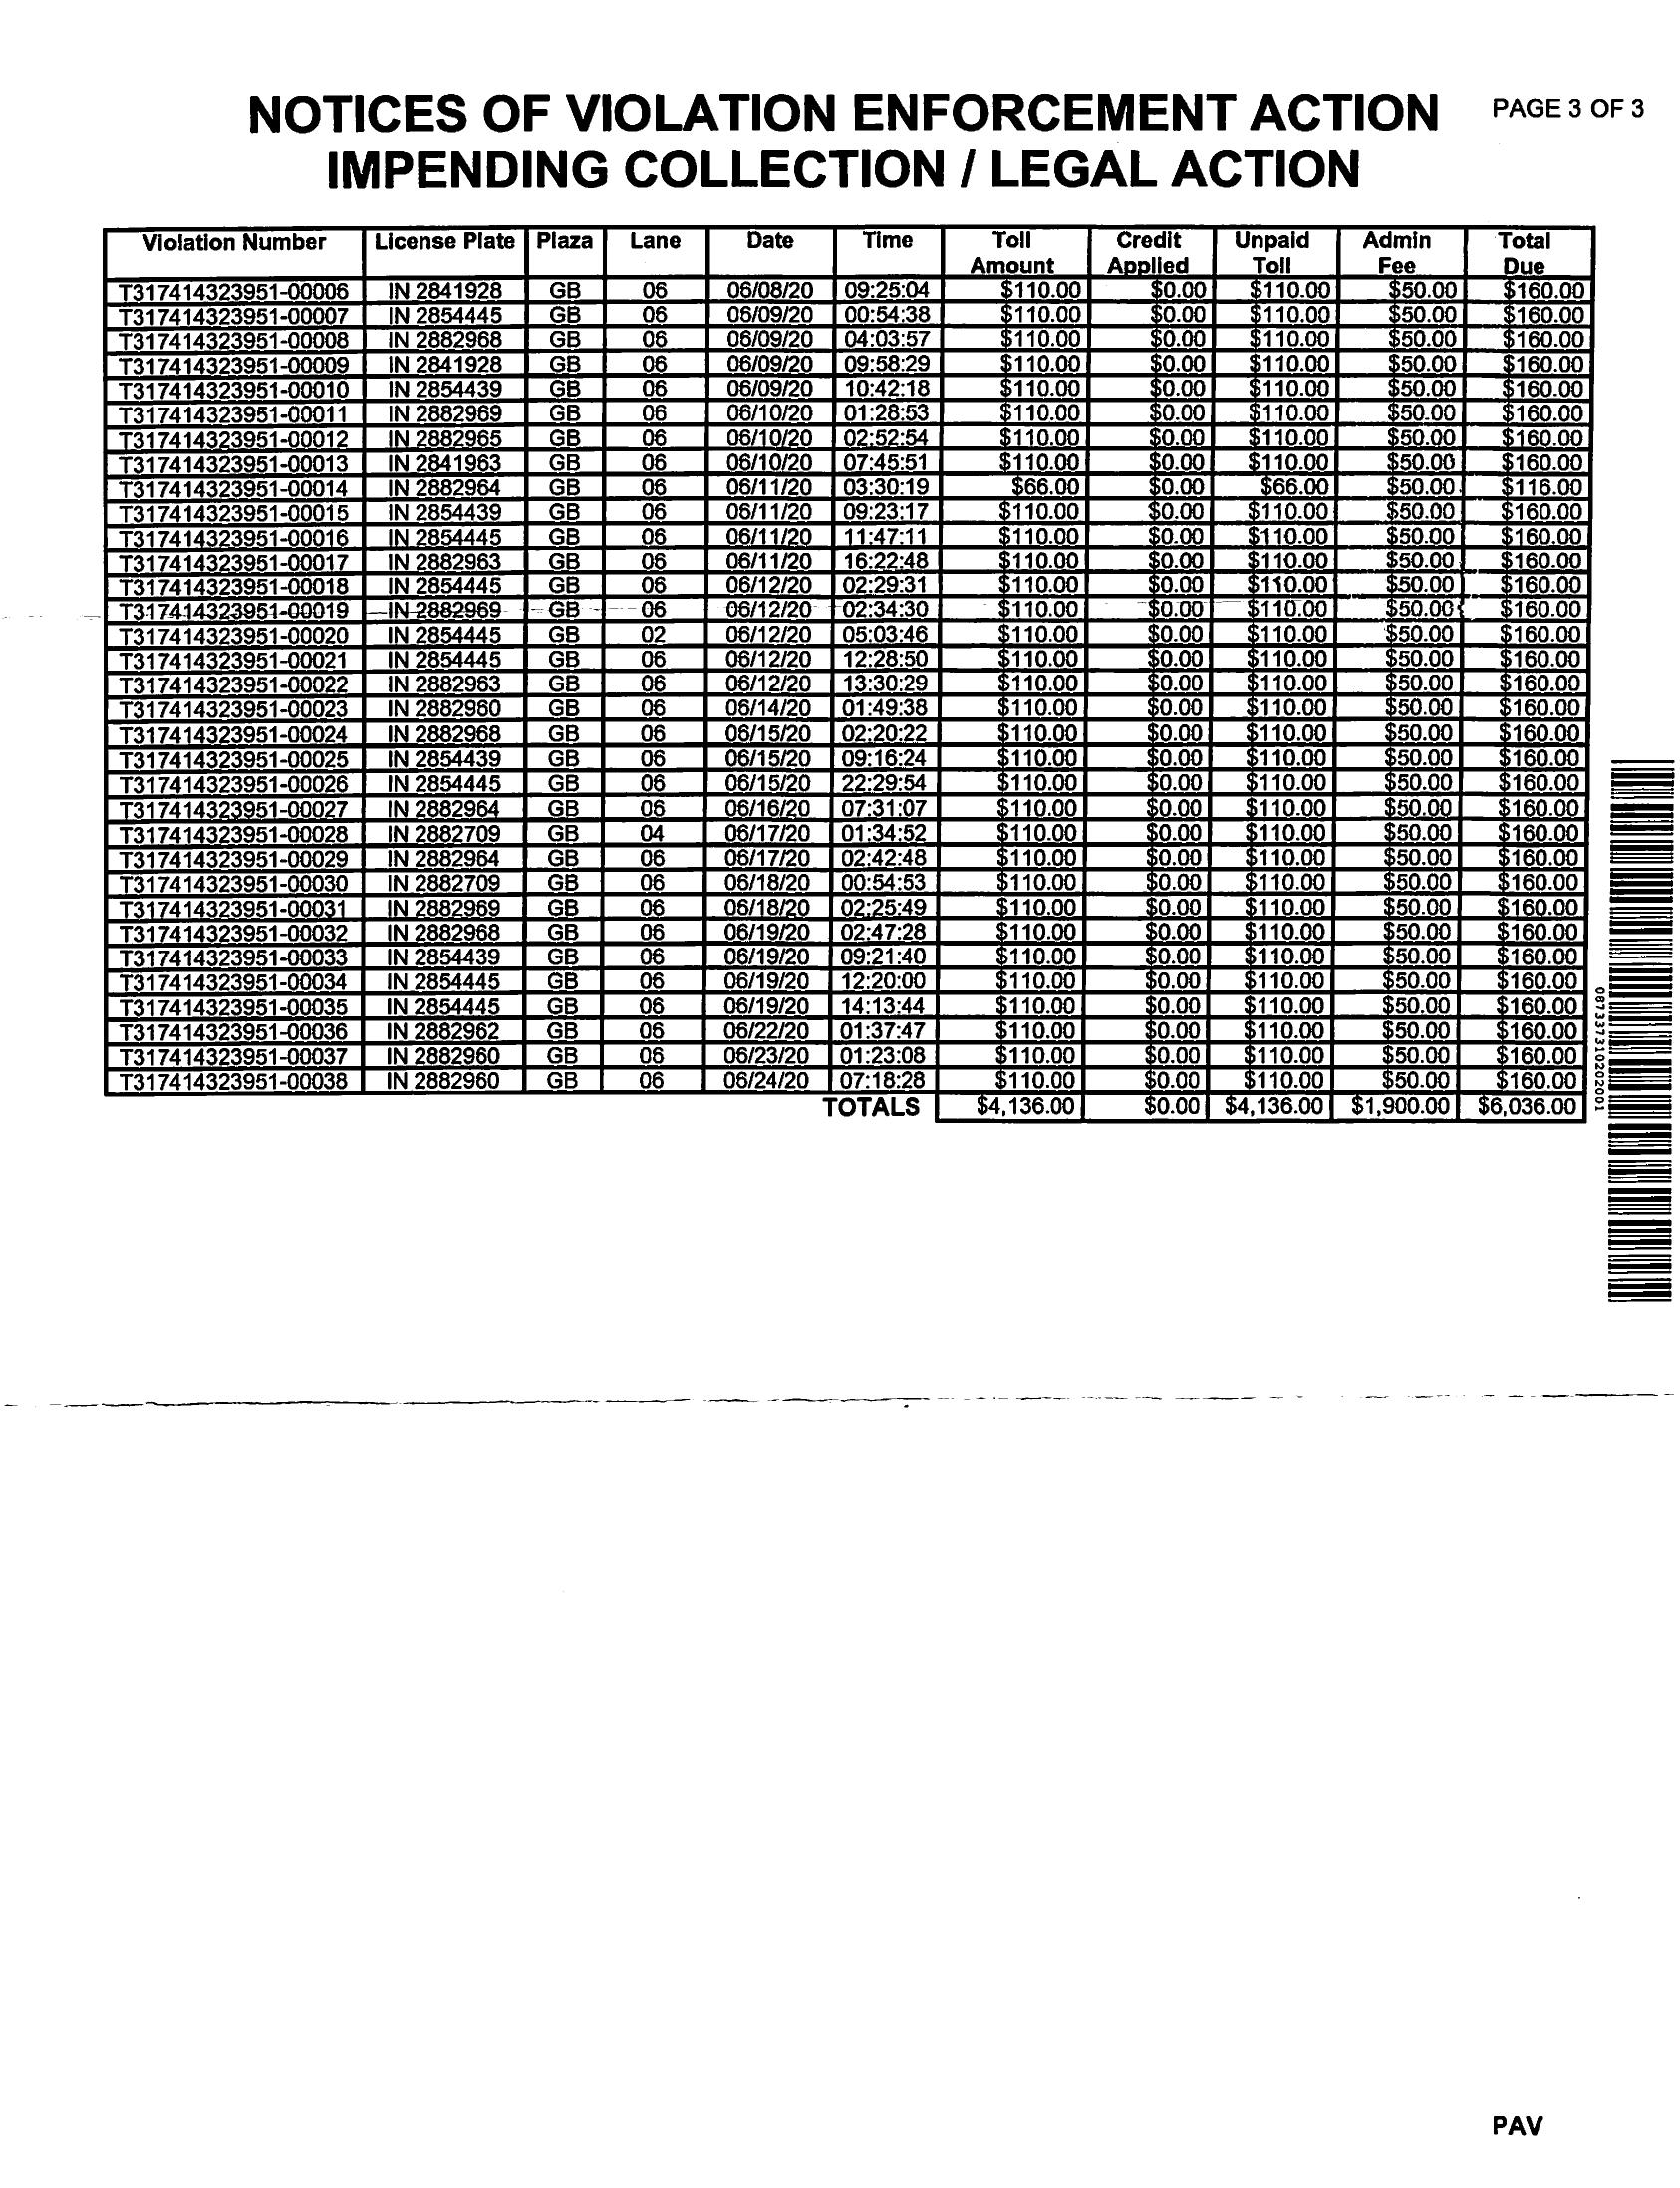 NOTICES OF VIOLATION ENFORCEMENT ACTION PAGE 3 OF 3
IMPENDING COLLECTION / LEGAL ACTION
Violation Number License Plate Plaza Lane Date Time Toll Amount Credit Applied Unpaid Toll Admin Fee Total Due
T317414323951-00006 IN 2841928 GB 06 06/08/20 09:25:04 $110.00 $0.00 $110.00 $50.00 $160.00
T317414323951-00007 IN 2854445 GB 06 06/09/20 00:54:38 $110.00 $0.00 $110.00 $50.00 $160.00
T317414323951-00008 IN 2882968 GB 06 06/09/20 04:03:57 $110.00 $0.00 $110.00 $50.00 $160.00
T317414323951-00009 IN 2841928 GB 06 06/09/20 09:58:29 $110.00 $0.00 $110.00 $50.00 $160.00
T317414323951-00010 IN 2854439 GB 06 06/09/20 10:42:18 $110.00 $0.00 $110.00 $50.00 $160.00
T317414323951-00011 IN 2882969 GB 06 06/10/20 01:28:53 $110.00 $0.00 $110.00 $50.00 $160.00
T317414323951-00012 IN 2882965 GB 06 06/10/20 02:52:54 $110.00 $0.00 $110.00 $50.00 $160.00
T317414323951-00013 IN 2841963 GB 06 06/10/20 07:45:51 $110.00 $0.00 $110.00 $50.00 $160.00
T317414323951-00014 IN 2882964 GB 06 06/11/20 03:30:19 $66.00 $0.00 $66.00 $50.00 $116.00
T317414323951-00015 IN 2854439 GB 06 06/11/20 09:23:17 $110.00 $0.00 $110.00 $50.00 $160.00
T317414323951-00016 IN 2854445 GB 06 06/11/20 11:47:11 $110.00 $0.00 $110.00 $50.00 $160.00
T317414323951-00017 IN 2882963 GB 06 06/11/20 16:22:48 $110.00 $0.00 $110.00 $50.00 $160.00
T317414323951-00018 IN 2854445 GB 06 06/12/20 02:29:31 $110.00 $0.00 $110.00 $50.00 $160.00
T317414323951-00019 IN 2882969 GB 06 06/12/20 02:34:30 $110.00 $0.00 $110.00 $50.00 $160.00
T317414323951-00020 IN 2854445 GB 02 06/12/20 05:03:46 $110.00 $0.00 $110.00 $50.00 $160.00
T317414323951-00021 IN 2854445 GB 06 06/12/20 12:28:50 $110.00 $0.00 $110.00 $50.00 $160.00
T317414323951-00022 IN 2882963 GB 06 06/12/20 13:30:29 $110.00 $0.00 $110.00 $50.00 $160.00
T317414323951-00023 IN 2882960 GB 06 06/14/20 01:49:38 $110.00 $0.00 $110.00 $50.00 $160.00
T317414323951-00024 IN 2882968 GB 06 06/15/20 02:20:22 $110.00 $0.00 $110.00 $50.00 $160.00
T317414323951-00025 IN 2854439 GB 06 06/15/20 09:16:24 $110.00 $0.00 $110.00 $50.00 $160.00
T317414323951-00026 IN 2854445 GB 06 06/15/20 22:29:54 $110.00 $0.00 $110.00 $50.00 $160.00
T317414323951-00027 IN 2882964 GB 06 06/16/20 07:31:07 $110.00 $0.00 $110.00 $50.00 $160.00
T317414323951-00028 IN 2882709 GB 04 06/17/20 01:34:52 $110.00 $0.00 $110.00 $50.00 $160.00
T317414323951-00029 IN 2882964 GB 06 06/17/20 02:42:48 $110.00 $0.00 $110.00 $50.00 $160.00
T317414323951-00030 IN 2882709 GB 06 06/18/20 00:54:53 $110.00 $0.00 $110.00 $50.00 $160.00
T317414323951-00031 IN 2882969 GB 06 06/18/20 02:25:49 $110.00 $0.00 $110.00 $50.00 $160.00
T317414323951-00032 IN 2882968 GB 06 06/19/20 02:47:28 $110.00 $0.00 $110.00 $50.00 $160.00
T317414323951-00033 IN 2854439 GB 06 06/19/20 09:21:40 $110.00 $0.00 $110.00 $50.00 $160.00
T317414323951-00034 IN 2854445 GB 06 06/19/20 12:20:00 $110.00 $0.00 $110.00 $50.00 $160.00
T317414323951-00035 IN 2854445 GB 06 06/19/20 14:13:44 $110.00 $0.00 $110.00 $50.00 $160.00
T317414323951-00036 IN 2882962 GB 06 06/22/20 01:37:47 $110.00 $0.00 $110.00 $50.00 $160.00
T317414323951-00037 IN 2882960 GB 06 06/23/20 01:23:08 $110.00 $0.00 $110.00 $50.00 $160.00
T317414323951-00038 IN 2882960 GB 06 06/24/20 07:18:28 $110.00 $0.00 $110.00 $50.00 $160.00
TOTALS $4,136.00 $0.00 $4,136.00 $1,900.00 $6,036.00
087337310202001
PAV